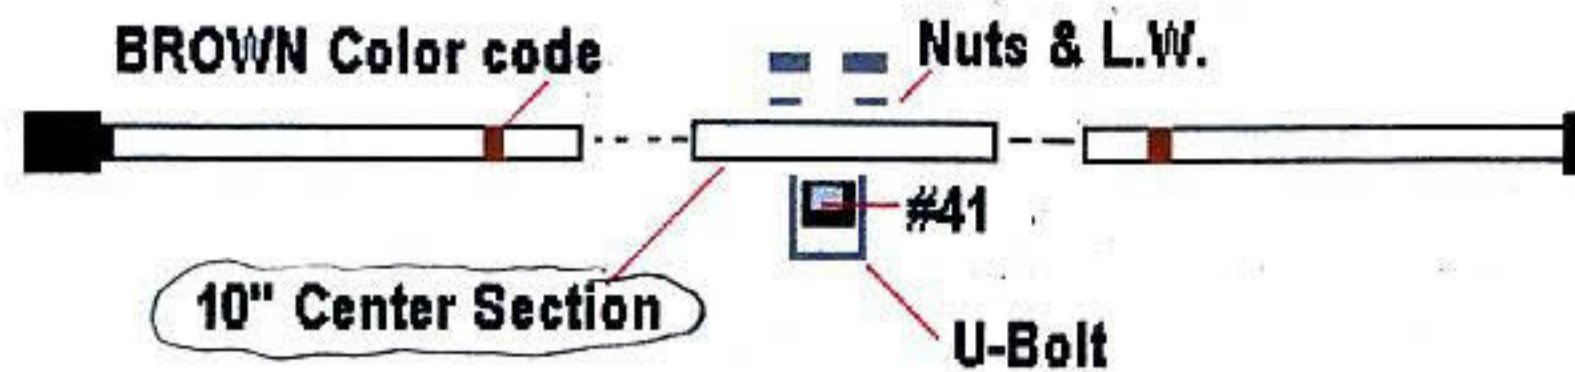 BROWN Color code
Nuts & L.W.
#41
10" Center Section
U-Bolt